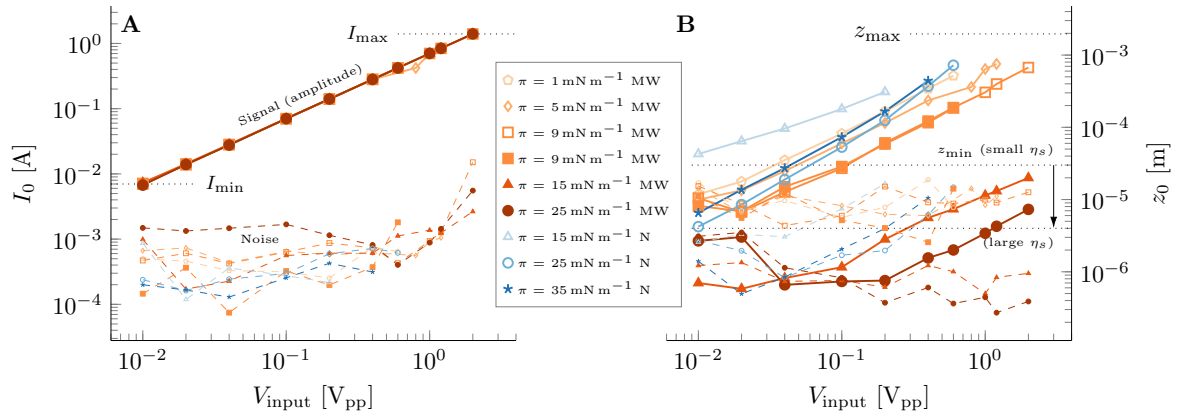 A
I_max
Signal (amplitude)
I_min
Noise
I_0 [A]
10^0
10^{-1}
10^{-2}
10^{-3}
10^{-4}
10^{-2}
10^{-1}
10^0
V_input [V_pp]
π = 1 mN m^{-1} MW
π = 5 mN m^{-1} MW
π = 9 mN m^{-1} MW
π = 9 mN m^{-1} MW
π = 15 mN m^{-1} MW
π = 25 mN m^{-1} MW
π = 15 mN m^{-1} N
π = 25 mN m^{-1} N
π = 35 mN m^{-1} N
B
z_max
z_min (small η_s)
(large η_s)
10^{-3}
10^{-4}
10^{-5}
10^{-6}
z_0 [m]
10^{-2}
10^{-1}
10^0
V_input [V_pp]